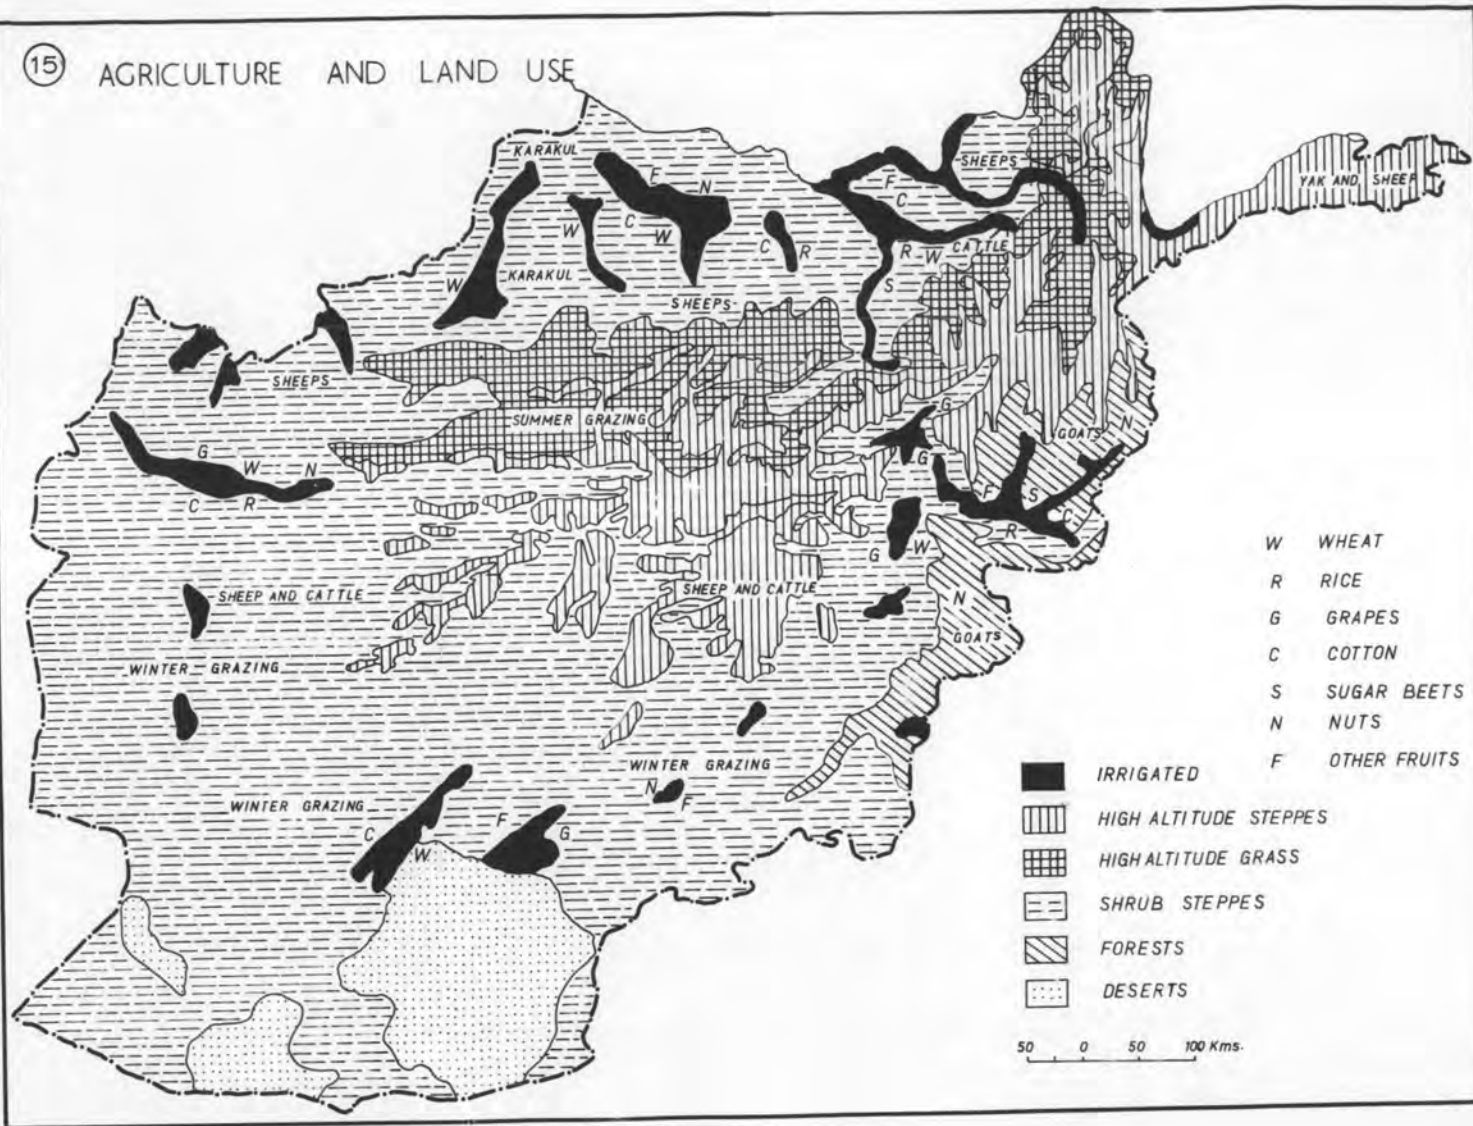 15 AGRICULTURE AND LAND USE
KARAKUL
SHEEPS
YAK AND SHEEP
F
N
F
C
W
C
W
C
R
R W CATTLE
W
KARAKUL
S
SHEEPS
SHEEPS
G
SUMMER GRAZING
GOATS
N
G
W
N
G
C
R
F
S
C
R
G
W
SHEEP AND CATTLE
SHEEP AND CATTLE
N
GOATS
WINTER GRAZING
WINTER GRAZING
N
F
WINTER GRAZING
C
W
F
G
W WHEAT
R RICE
G GRAPES
C COTTON
S SUGAR BEETS
N NUTS
F OTHER FRUITS
IRRIGATED
HIGH ALTITUDE STEPPES
HIGH ALTITUDE GRASS
SHRUB STEPPES
FORESTS
DESERTS
50 0 50 100 Kms.